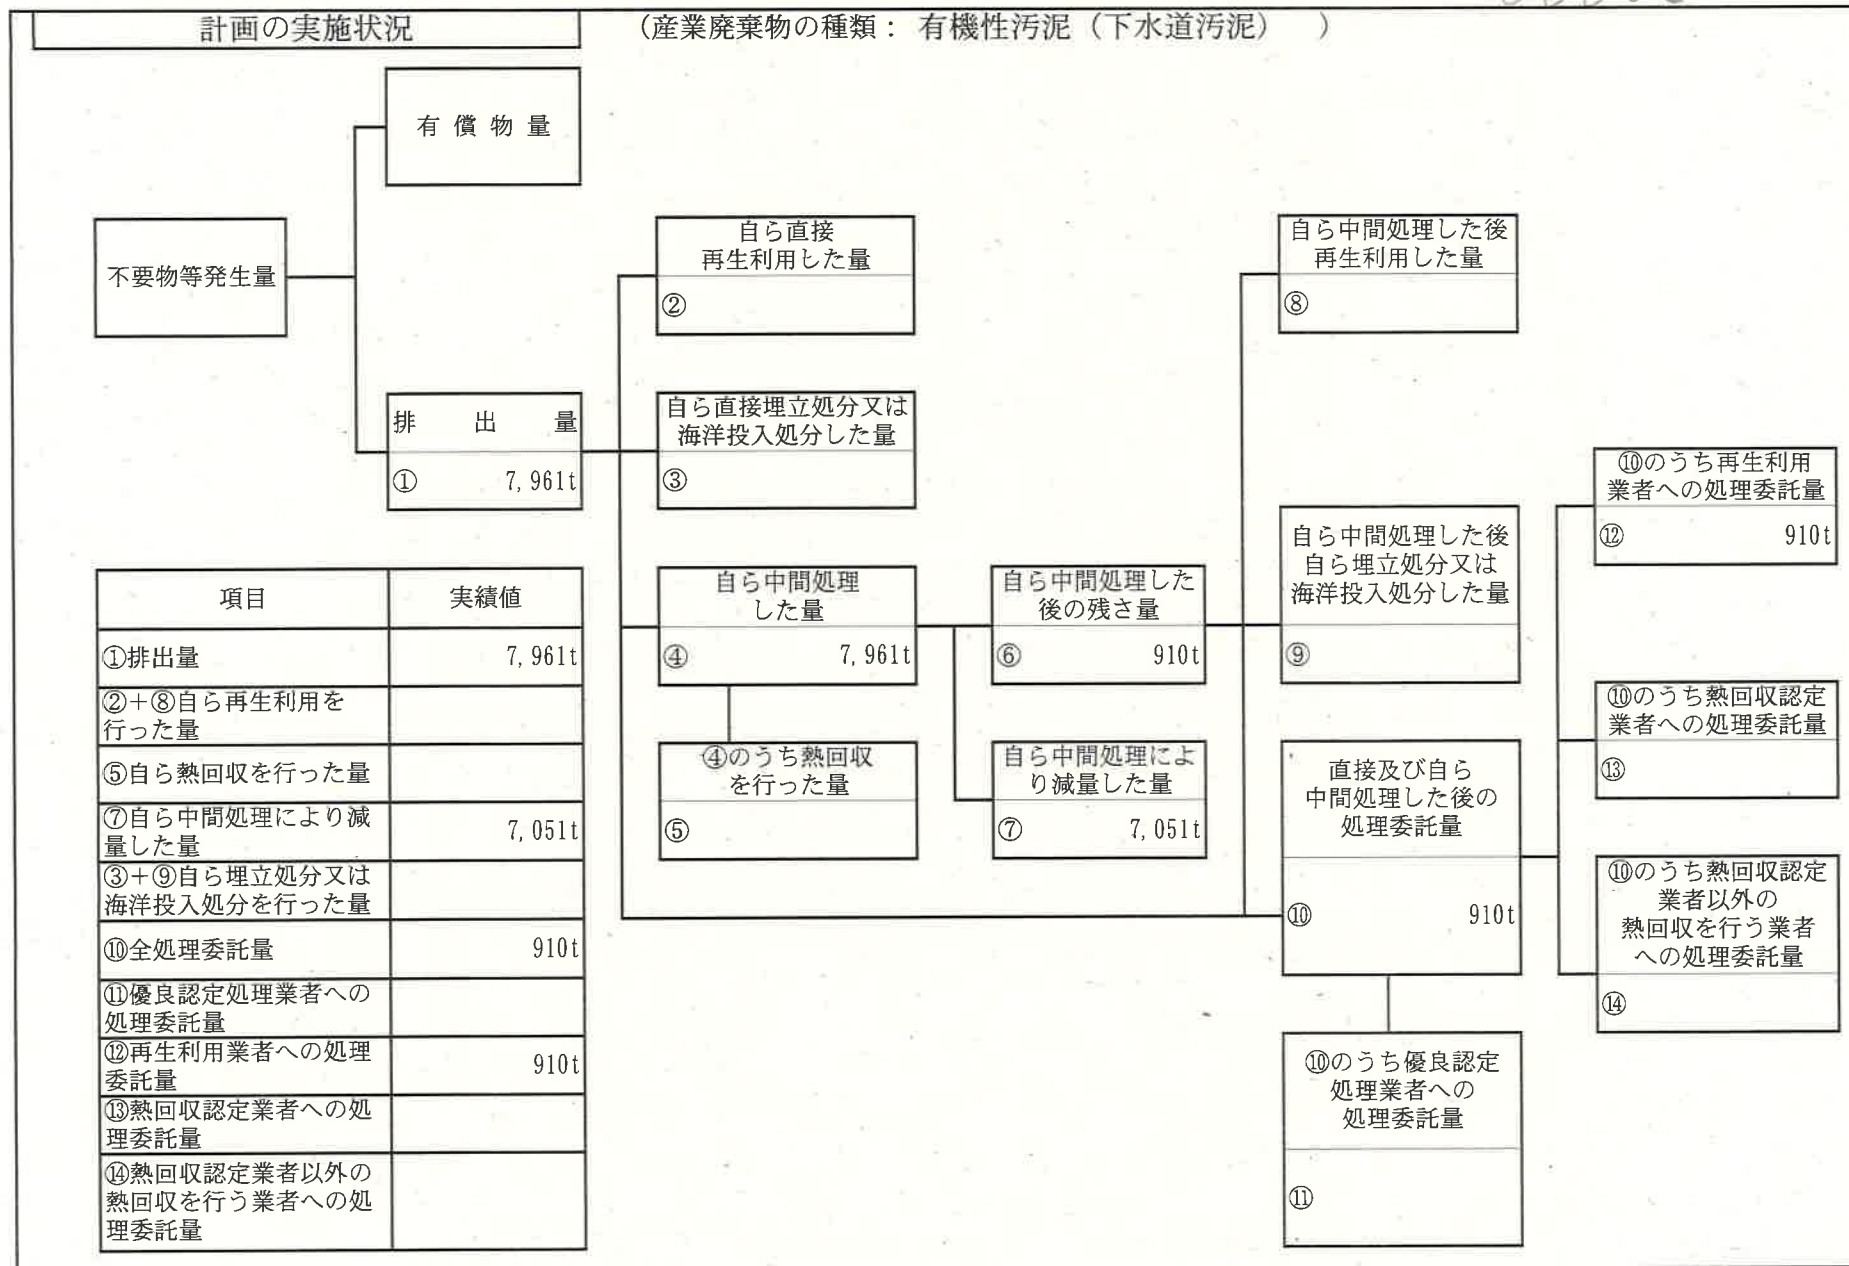 計画の実施状況
(産業廃棄物の種類： 有機性汚泥（下水道汚泥） ）
有償物量
不要物等発生量
自ら直接
再生利用した量
②
自ら中間処理した後
再生利用した量
⑧
排出量
① 7,961t
自ら直接埋立処分又は
海洋投入処分した量
③
⑩のうち再生利用
業者への処理委託量
⑫ 910t
自ら中間処理した後
自ら埋立処分又は
海洋投入処分した量
⑨
自ら中間処理
した量
④ 7,961t
自ら中間処理した
後の残さ量
⑥ 910t
⑩のうち熱回収認定
業者への処理委託量
⑬
④のうち熱回収
を行った量
⑤
自ら中間処理によ
り減量した量
⑦ 7,051t
直接及び自ら
中間処理した後の
処理委託量
⑩ 910t
⑩のうち熱回収認定
業者以外の
熱回収を行う業者
への処理委託量
⑭
⑩のうち優良認定
処理業者への
処理委託量
⑪
項目 実績値
①排出量 7,961t
②＋⑧自ら再生利用を
行った量
⑤自ら熱回収を行った量
⑦自ら中間処理により減
量した量 7,051t
③＋⑨自ら埋立処分又は
海洋投入処分を行った量
⑩全処理委託量 910t
⑪優良認定処理業者への
処理委託量
⑫再生利用業者への処理
委託量 910t
⑬熱回収認定業者への処
理委託量
⑭熱回収認定業者以外の
熱回収を行う業者への処
理委託量